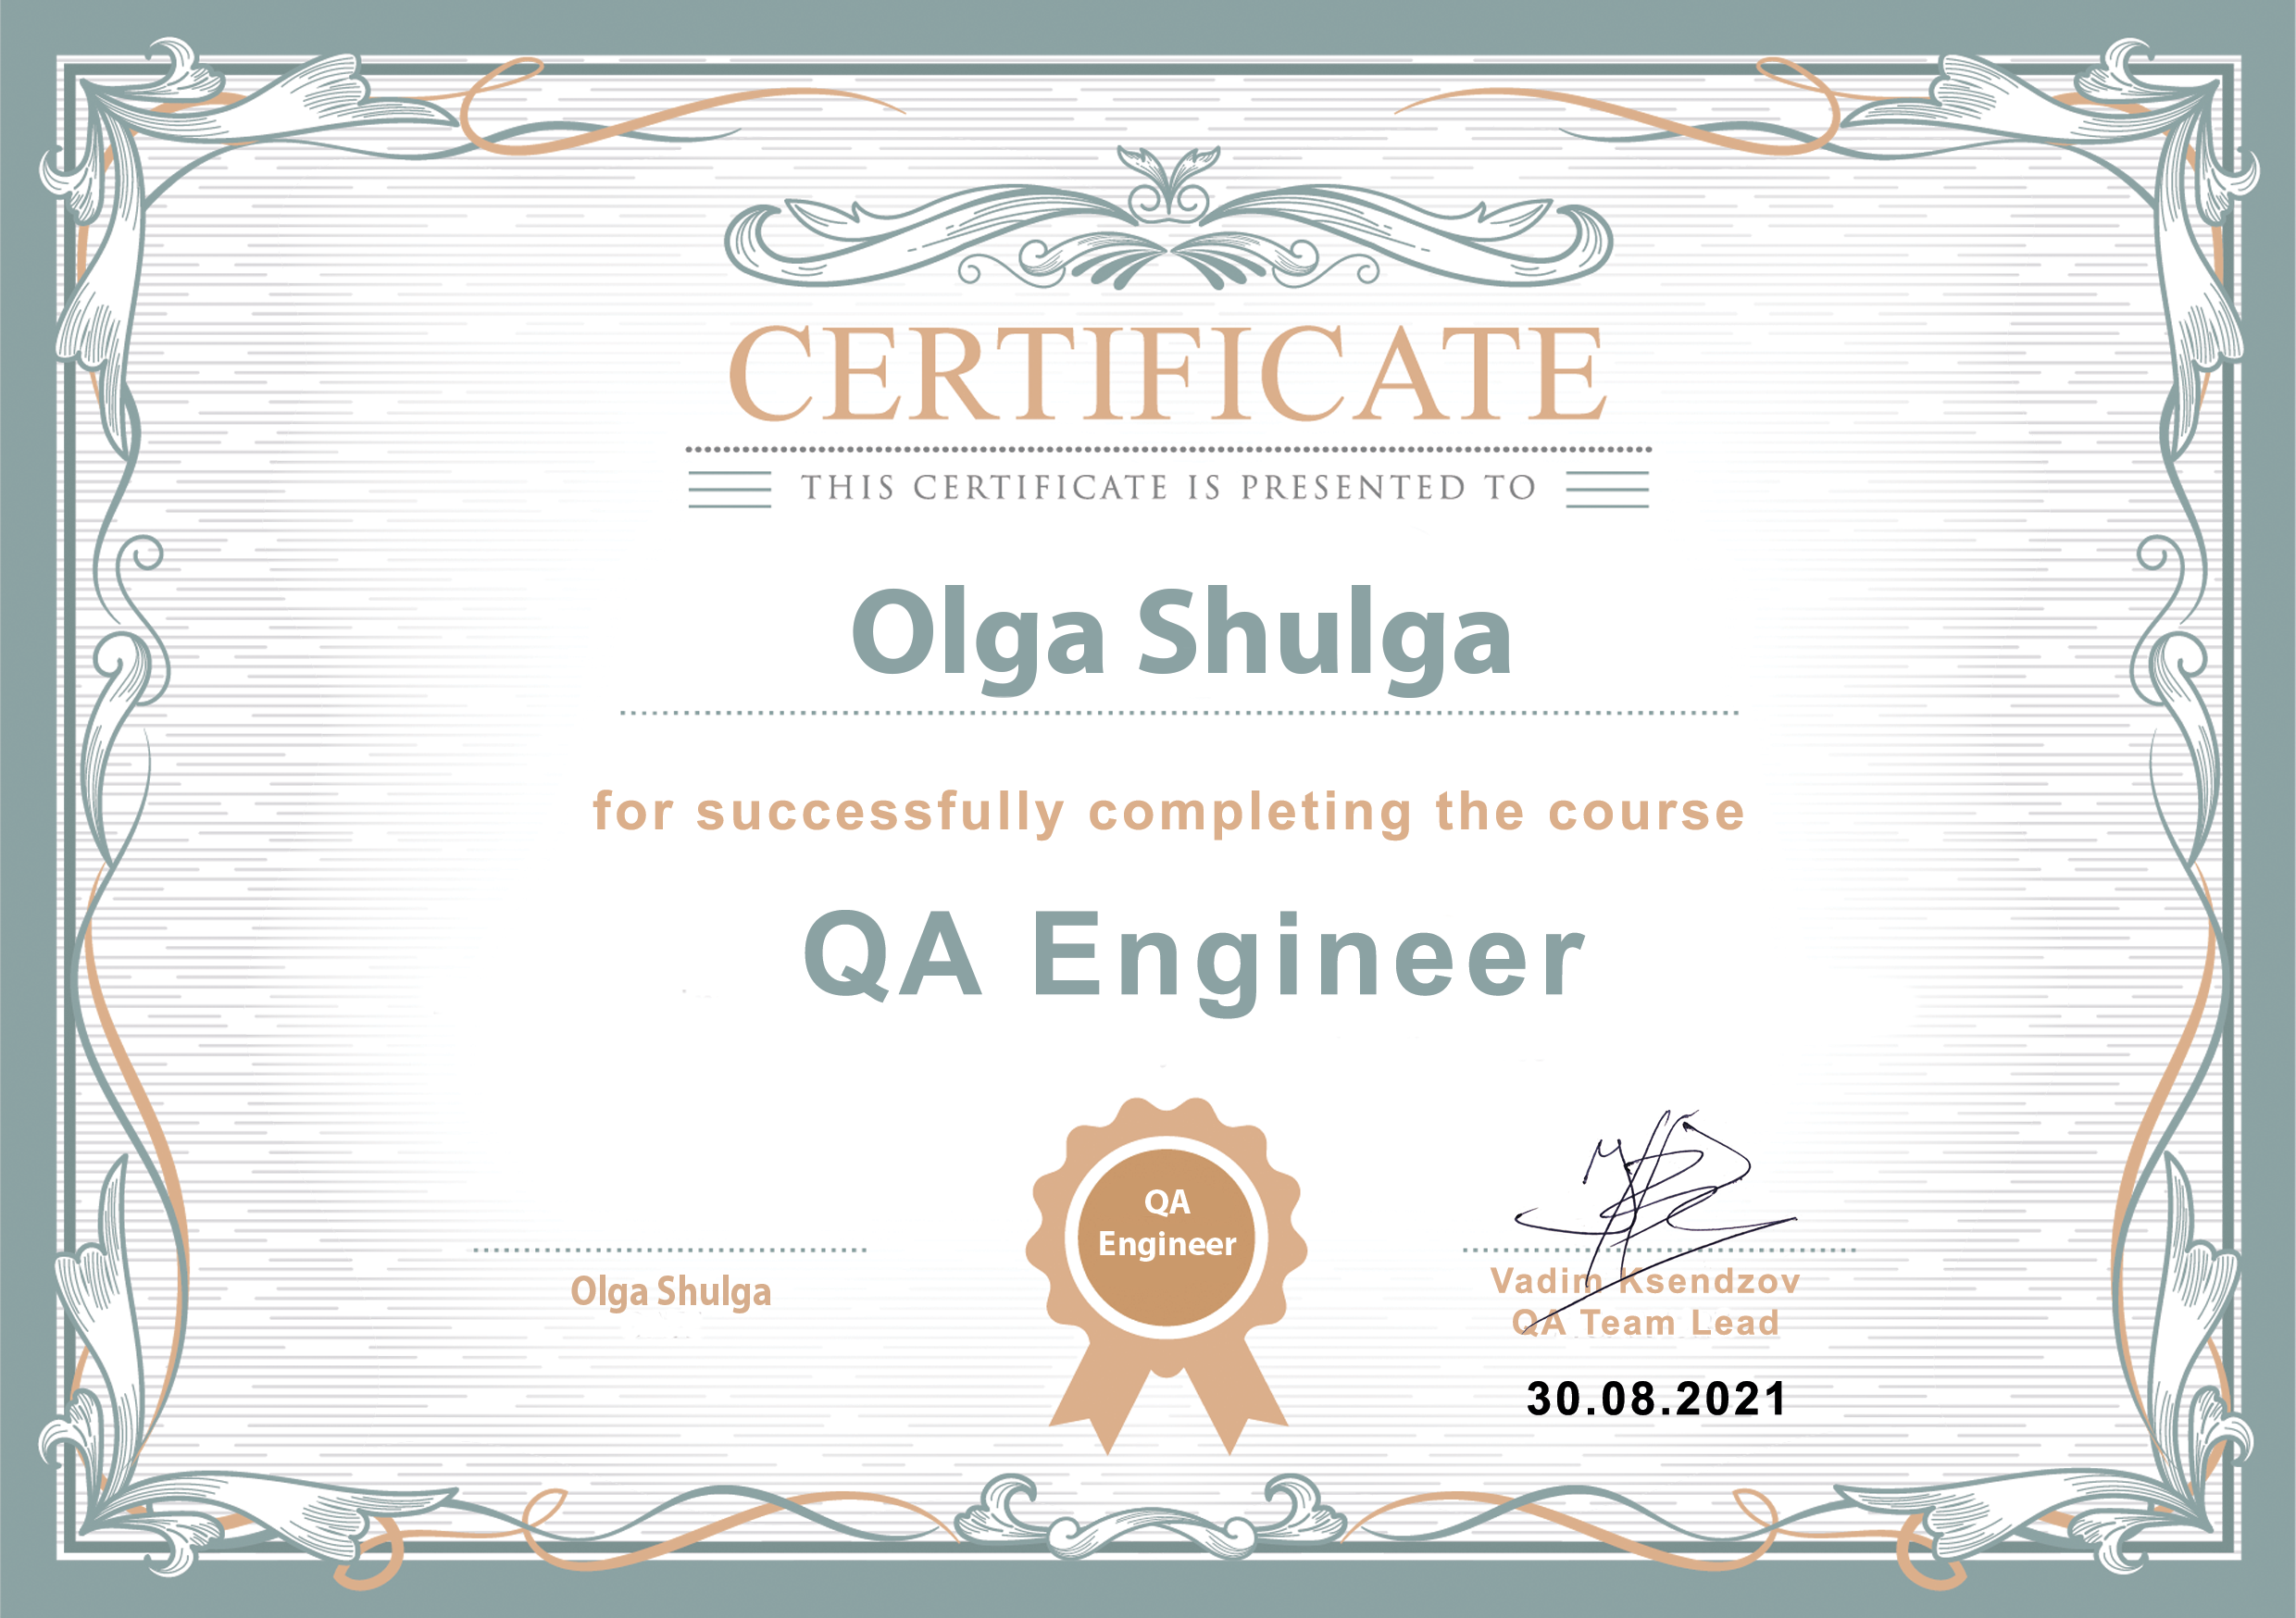 CERTIFICATE
THIS CERTIFICATE IS PRESENTED TO
Olga Shulga
for successfully completing the course
QA Engineer
QA
Engineer
Olga Shulga
Vadim Ksendzov
QA Team Lead
30.08.2021